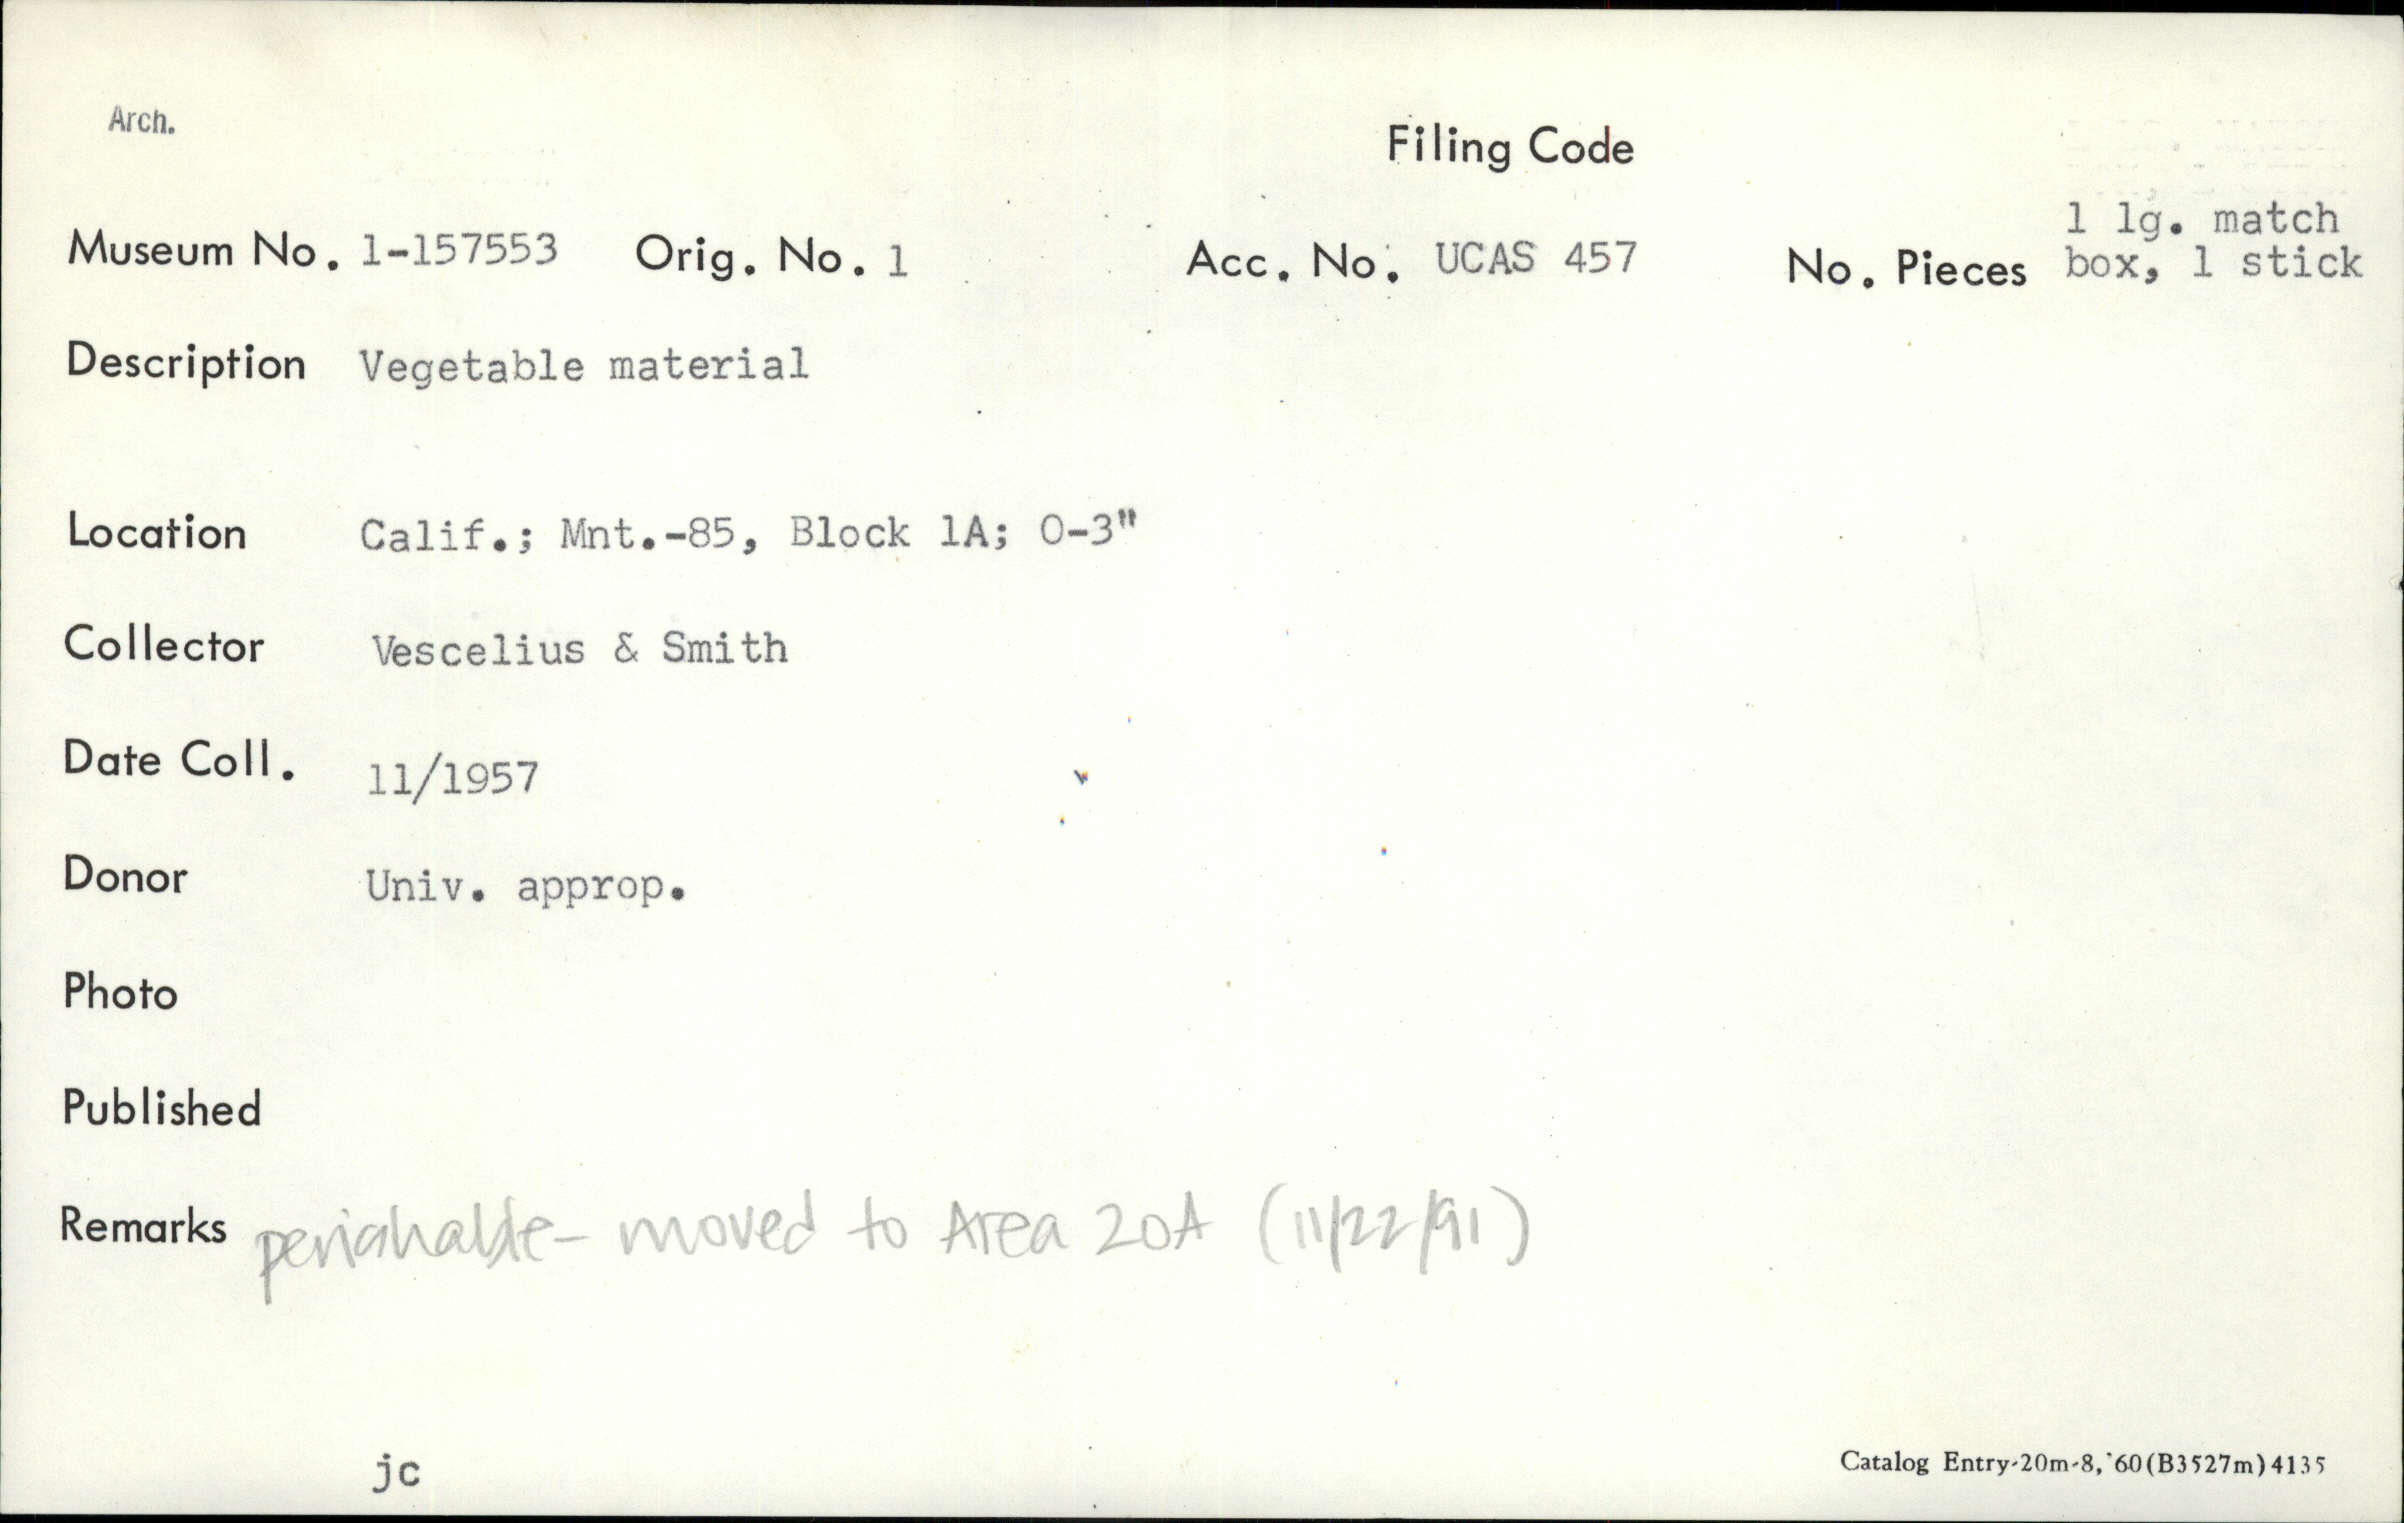 Arch.
Filing Code
Museum No. 1-157553 Orig. No. 1 Acc. No. UCAS 457 No. Pieces 1 lg. match
box, 1 stick
Description Vegetable material
Location Calif.; Mnt.-85, Block 1A; 0-3"
Collector Vescelius & Smith
Date Coll. 11/1957
Donor Univ. approp.
Photo
Published
Remarks perishable- moved to Area 20A (11/22/91)
jc
Catalog Entry-20m-8,'60(B3527m)4135